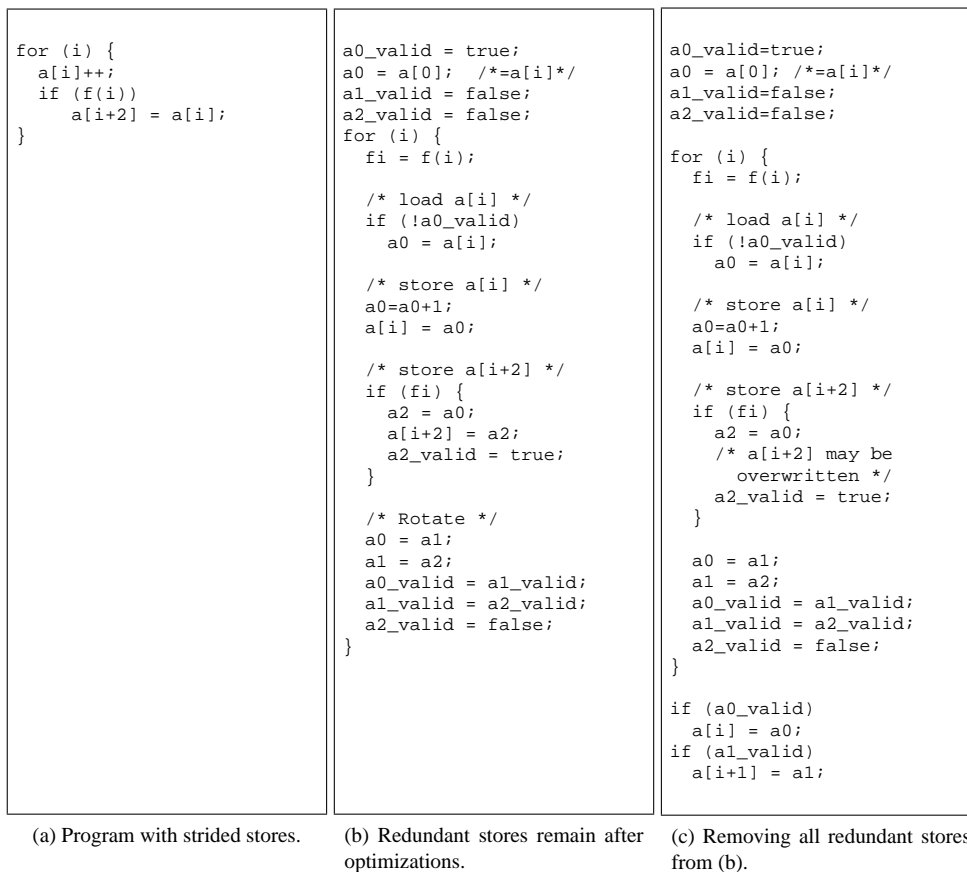 for (i) {
  a[i]++;
  if (f(i))
      a[i+2] = a[i];
}
(a) Program with strided stores.
a0_valid = true;
a0 = a[0];  /*=a[i]*/
a1_valid = false;
a2_valid = false;
for (i) {
  fi = f(i);
  /* load a[i] */
  if (!a0_valid)
    a0 = a[i];
  /* store a[i] */
  a0=a0+1;
  a[i] = a0;
  /* store a[i+2] */
  if (fi) {
    a2 = a0;
    a[i+2] = a2;
    a2_valid = true;
  }
  /* Rotate */
  a0 = a1;
  a1 = a2;
  a0_valid = a1_valid;
  a1_valid = a2_valid;
  a2_valid = false;
}
(b) Redundant stores remain after
optimizations.
a0_valid=true;
a0 = a[0]; /*=a[i]*/
a1_valid=false;
a2_valid=false;
for (i) {
  fi = f(i);
  /* load a[i] */
  if (!a0_valid)
    a0 = a[i];
  /* store a[i] */
  a0=a0+1;
  a[i] = a0;
  /* store a[i+2] */
  if (fi) {
    a2 = a0;
    /* a[i+2] may be
      overwritten */
    a2_valid = true;
  }
  a0 = a1;
  a1 = a2;
  a0_valid = a1_valid;
  a1_valid = a2_valid;
  a2_valid = false;
}
if (a0_valid)
  a[i] = a0;
if (a1_valid)
  a[i+1] = a1;
(c) Removing all redundant stores
from (b).